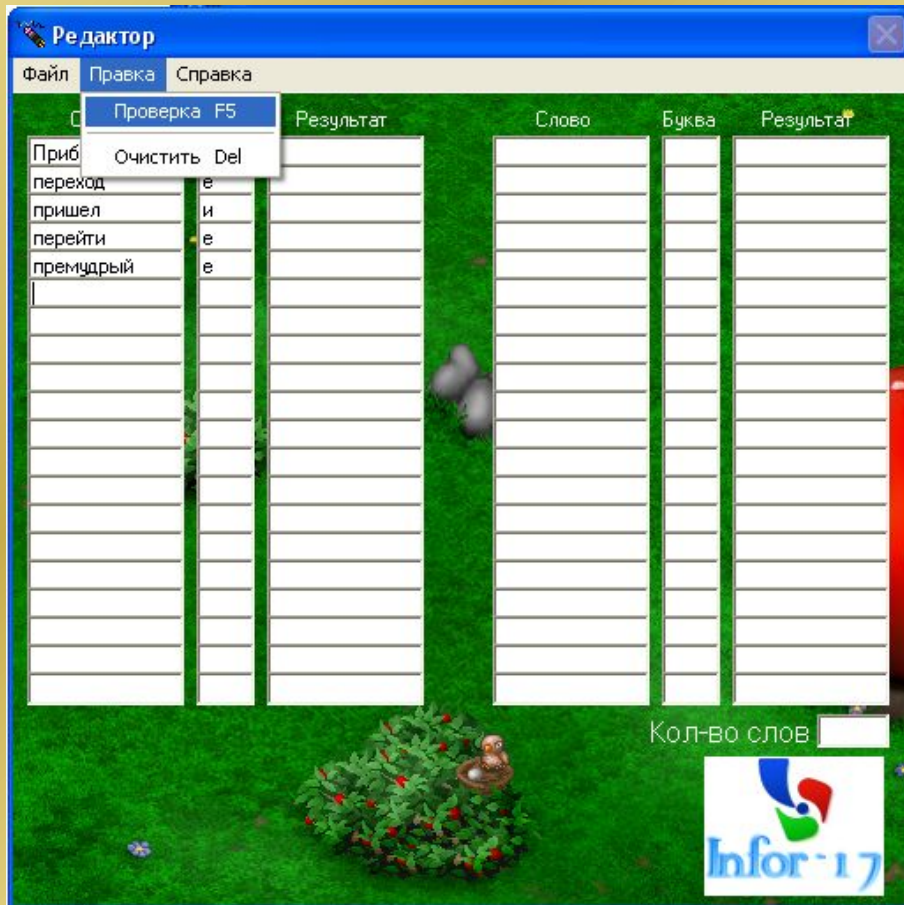 Редактор
Файл Правка Справка
Проверка F5
Очистить Del
Результат
Слово Буква Результат
переход е
пришел и
перейти е
премудрый е
Кол-во слов
Infor-17